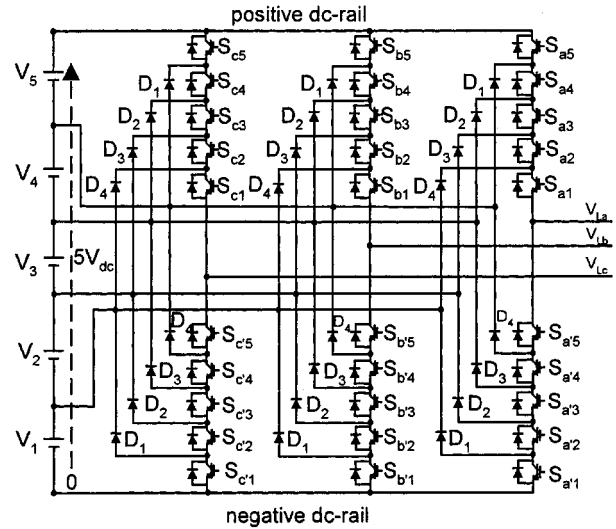 positive dc-rail
V5 Sc5 Sb5 Sa5
D1 Sc4 D1 Sb4 D1 Sa4
D2 Sc3 D2 Sb3 D2 Sa3
D3 Sc2 D3 Sb2 D3 Sa2
V4 D4 Sc1 D4 Sb1 D4 Sa1
VLa
VLb
V3 5Vdc VLc
D4 Sc'5 D4 Sb'5 D4 Sa'5
V2 D3 Sc'4 D3 Sb'4 D3 Sa'4
D2 Sc'3 D2 Sb'3 D2 Sa'3
V1 D1 Sc'2 D1 Sb'2 D1 Sa'2
0 Sc'1 Sb'1 Sa'1
negative dc-rail